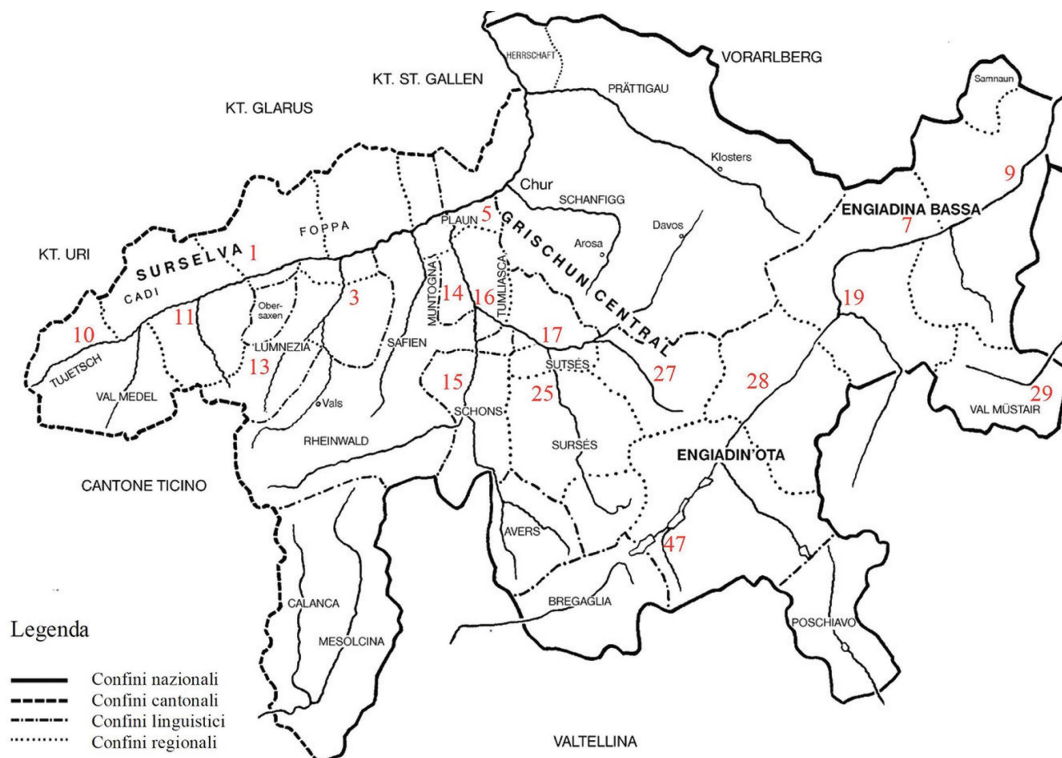 HERRSCHAFT
VORARLBERG
KT. ST. GALLEN
PRÄTTIGAU
Samnaun
KT. GLARUS
Klosters
9
Chur
SCHANFIGG
5
PLAUN
ENGIADINA BASSA
7
FOPPA
GRISCHUN CENTRAL
Davos
Arosa
KT. URI
SURSELVA
1
CADI
MUNTOGNA
TUMLIASCA
14
16
3
19
10
11
Ober-
saxen
17
TUJETSCH
LUMNEZIA
13
SAFIEN
SUTSÉS
27
28
VAL MEDEL
Vals
15
25
29
SCHONS
VAL MÜSTAIR
RHEINWALD
SURSÉS
ENGIADIN'OTA
CANTONE TICINO
AVERS
47
CALANCA
BREGAGLIA
POSCHIAVO
MESOLCINA
Legenda
Confini nazionali
Confini cantonali
Confini linguistici
Confini regionali
VALTELLINA